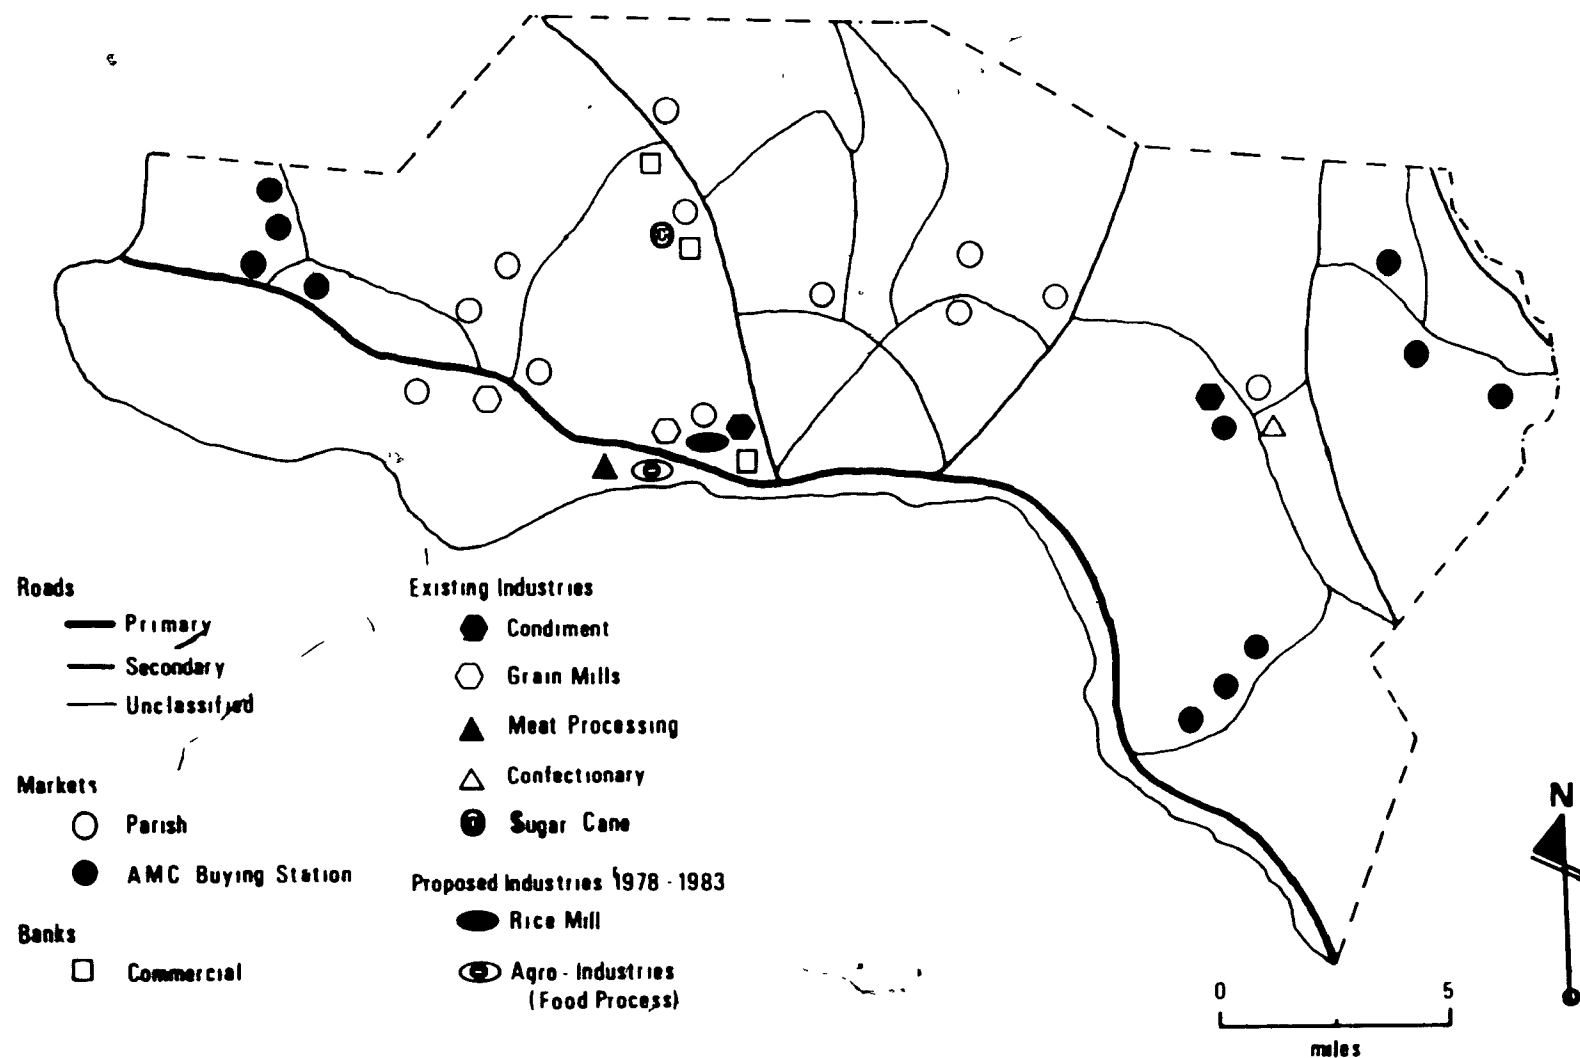 Roads
Primary
Secondary
Unclassified
Markets
Parish
AMC Buying Station
Banks
Commercial
Existing Industries
Condiment
Grain Mills
Meat Processing
Confectionary
Sugar Cane
Proposed Industries 1978 - 1983
Rice Mill
Agro - Industries
(Food Process)
N
0 5
miles